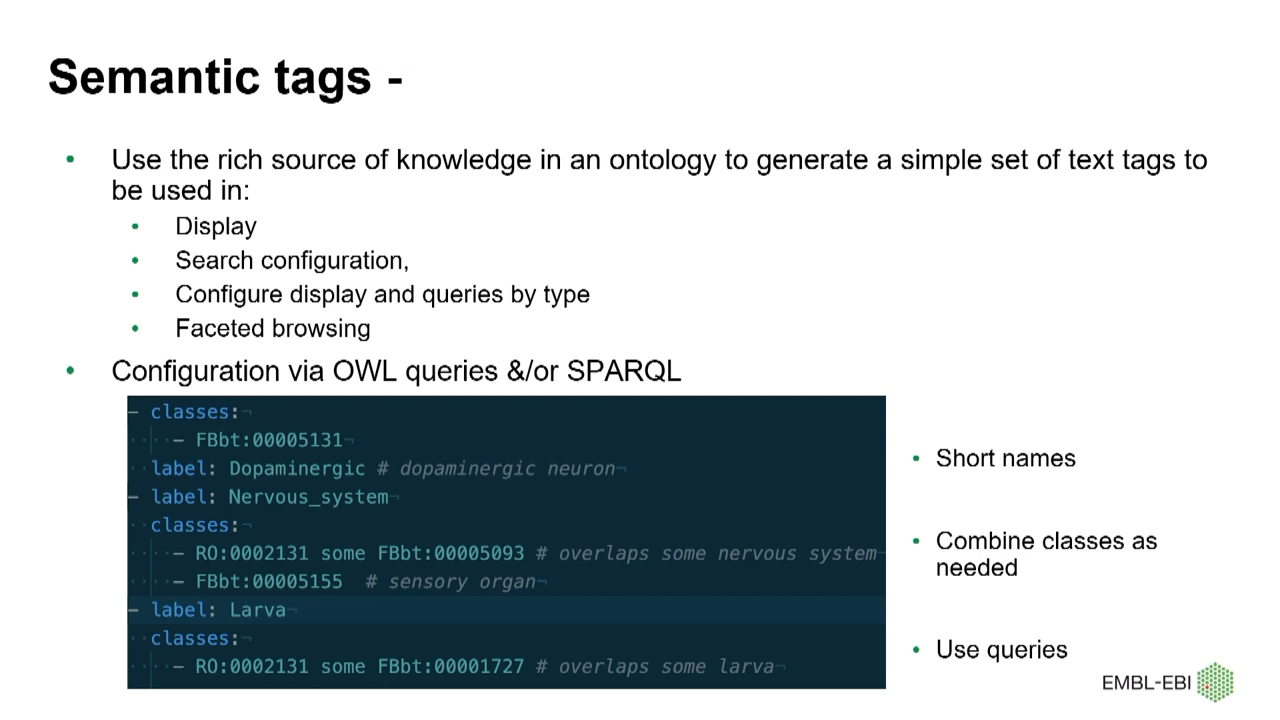 Semantic tags -
• Use the rich source of knowledge in an ontology to generate a simple set of text tags to
be used in:
• Display
• Search configuration,
• Configure display and queries by type
• Faceted browsing
• Configuration via OWL queries &/or SPARQL
- classes:¬
- FBbt:00005131¬
label: Dopaminergic # dopaminergic neuron¬
- label: Nervous_system¬
classes:¬
- RO:0002131 some FBbt:00005093 # overlaps some nervous system¬
- FBbt:00005155 # sensory organ¬
- label: Larva¬
classes:¬
- RO:0002131 some FBbt:00001727 # overlaps some larva¬
• Short names
• Combine classes as
needed
• Use queries
EMBL-EBI